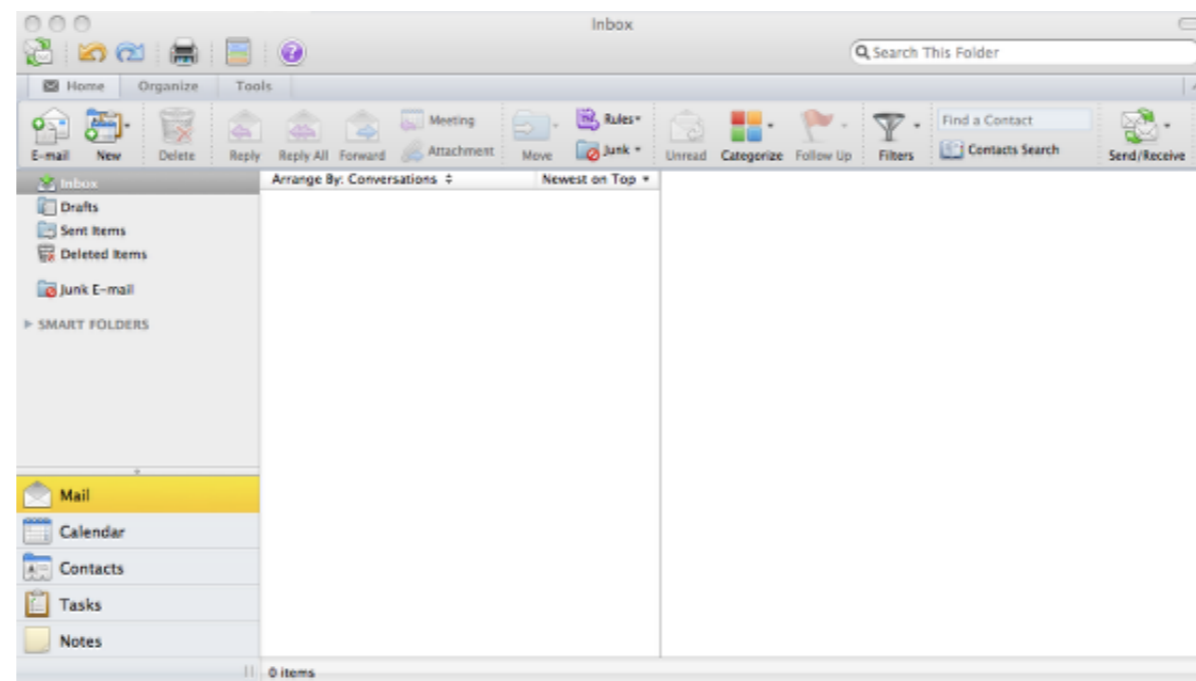 Inbox
Search This Folder
Home Organize Tools
E-mail New Delete Reply Reply All Forward Meeting Attachment Move Rules Junk Unread Categorize Follow Up Filters Find a Contact Contacts Search Send/Receive
Inbox
Drafts
Sent Items
Deleted Items
Junk E-mail
SMART FOLDERS
Arrange By: Conversations Newest on Top
Mail
Calendar
Contacts
Tasks
Notes
0 items